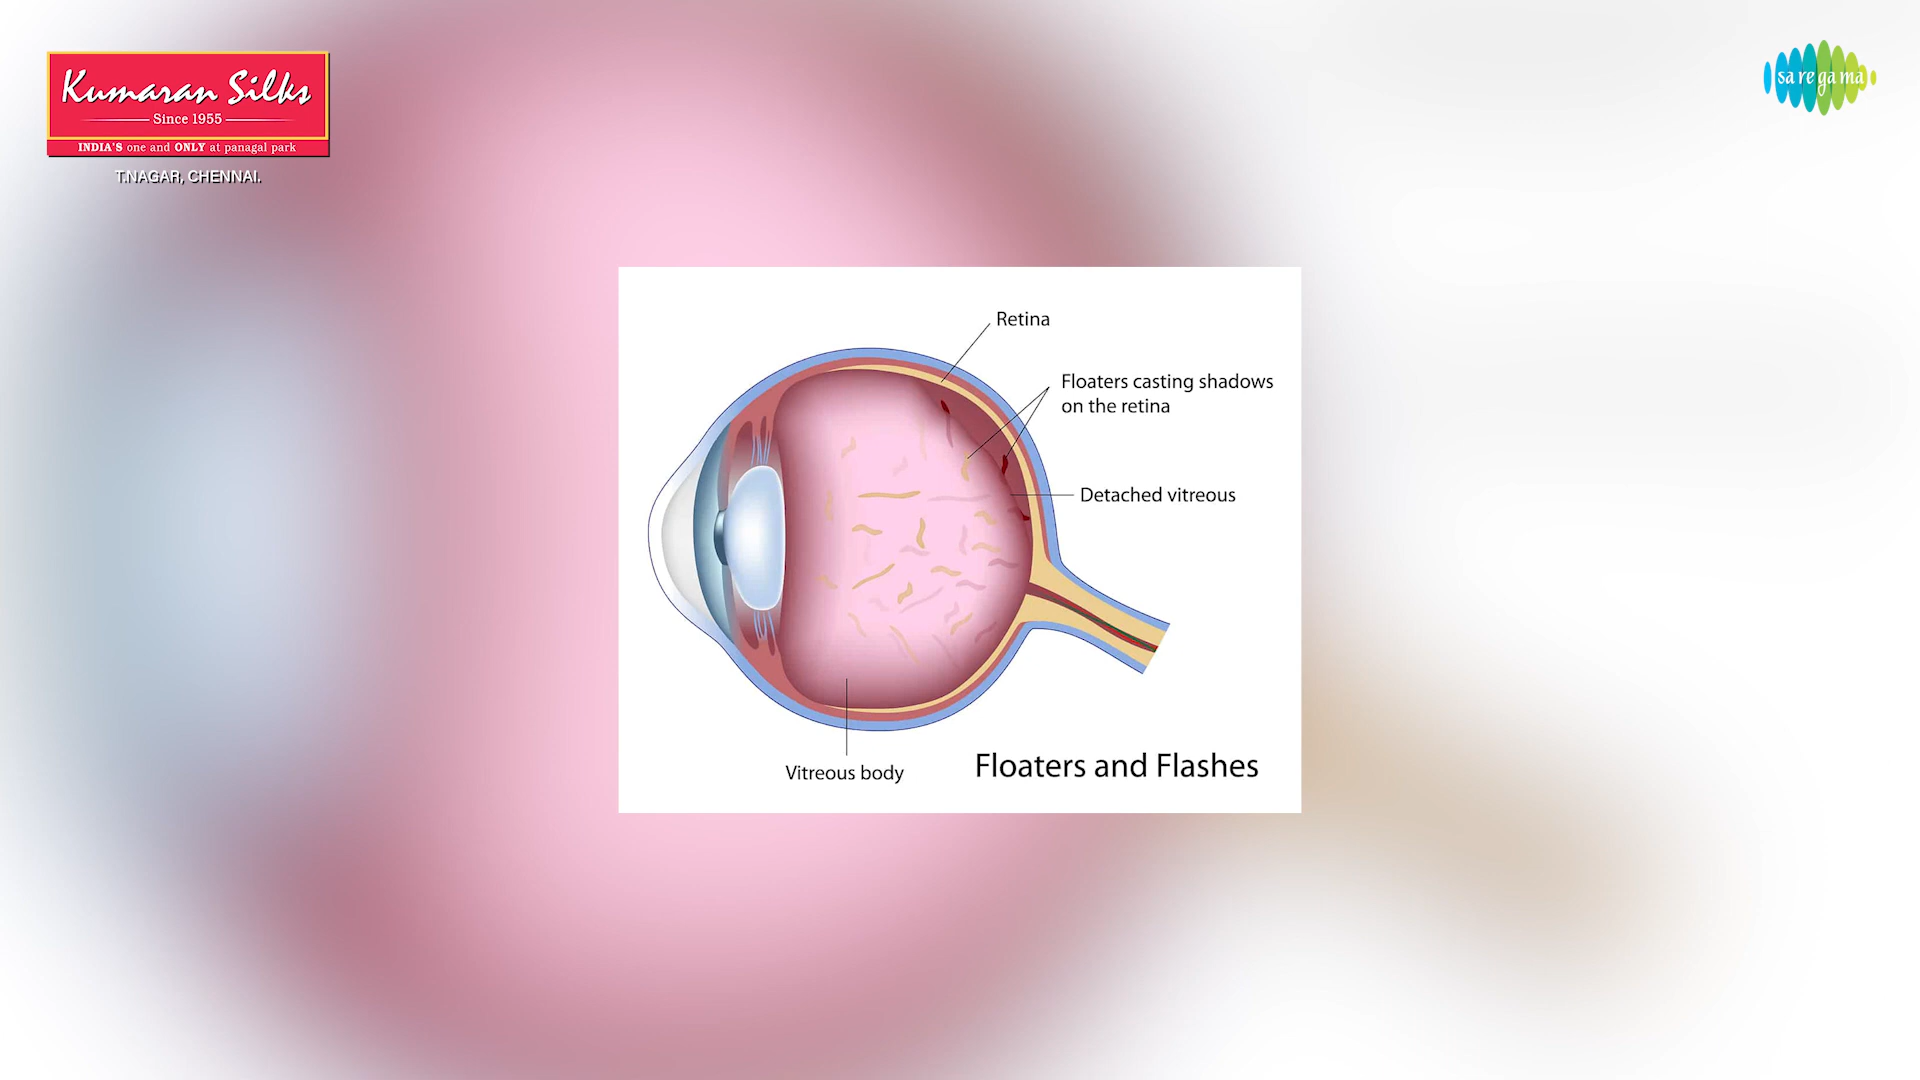 Kumaran Silks
Since 1955
INDIA'S one and ONLY at panagal park
T.NAGAR, CHENNAI.
sa re ga ma
Retina
Floaters casting shadows
on the retina
Detached vitreous
Vitreous body
Floaters and Flashes